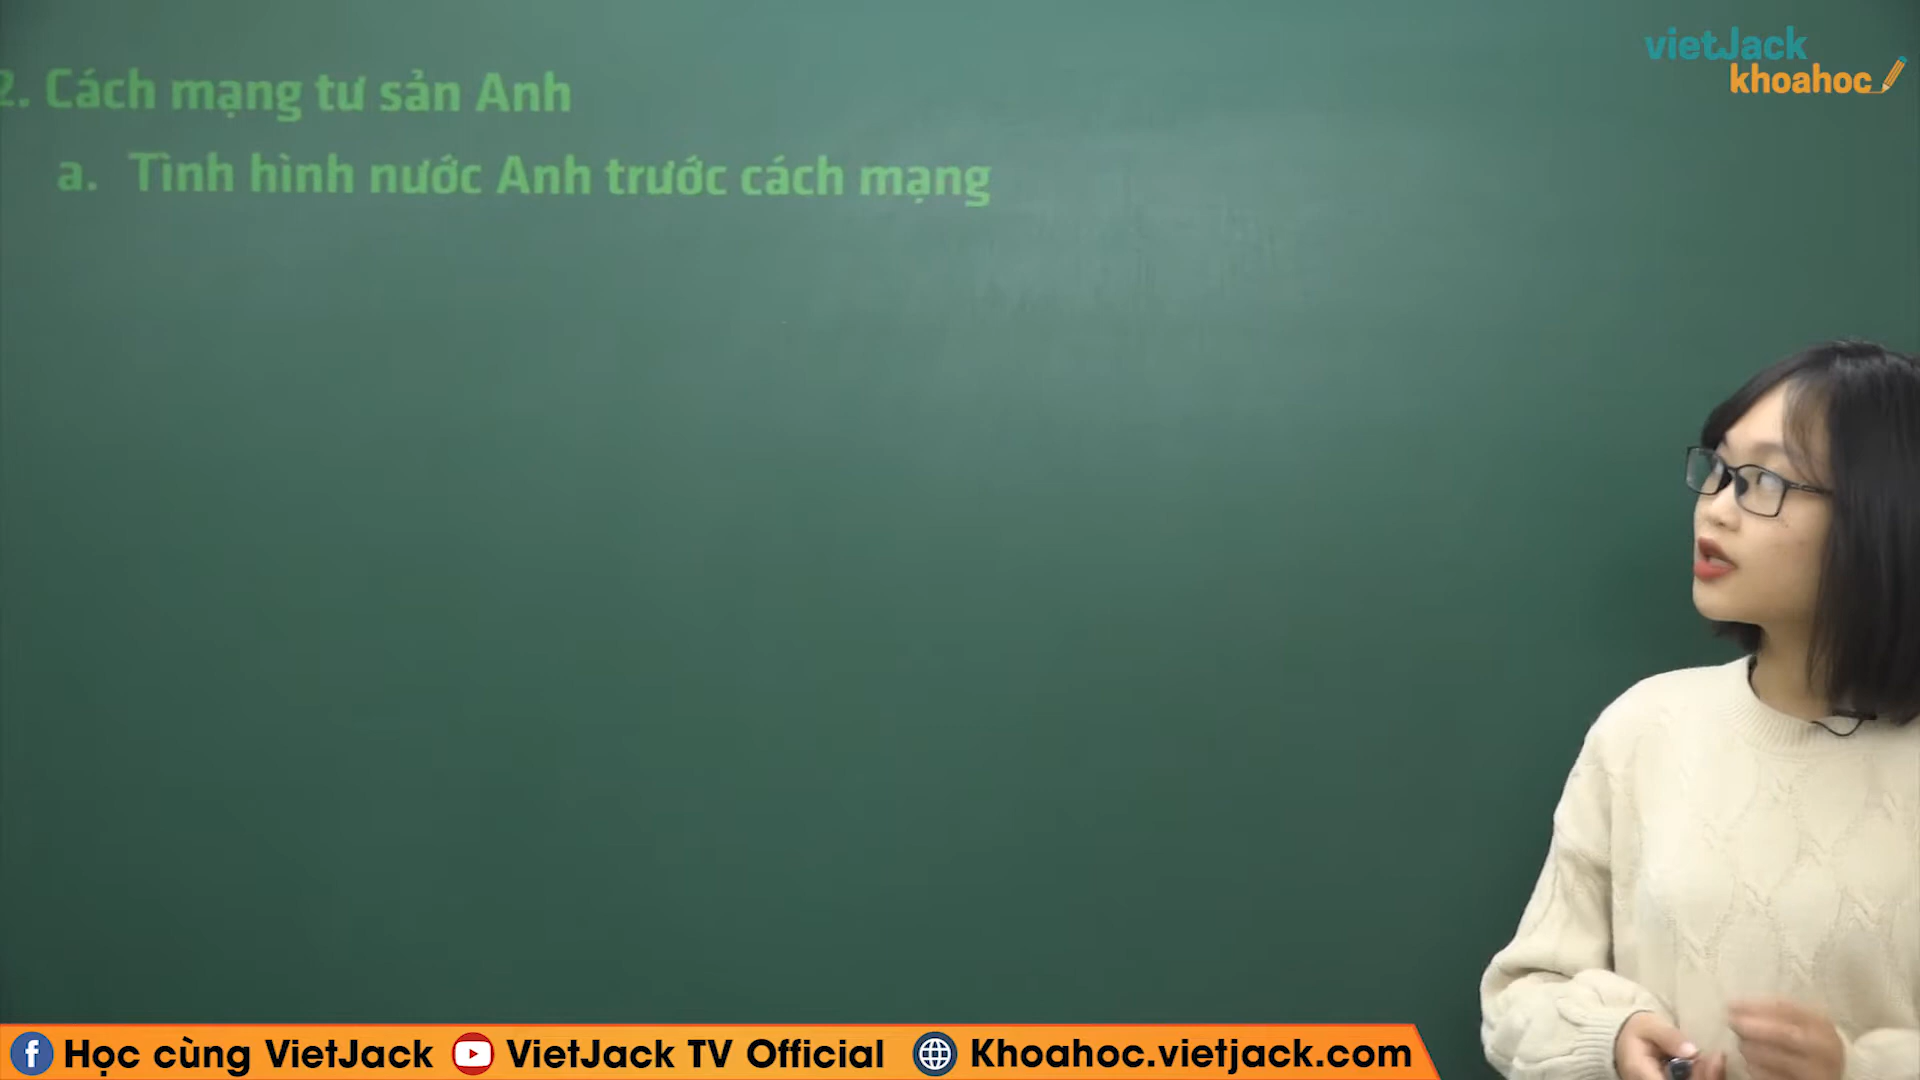 vietJack
khoahoc
2. Cách mạng tư sản Anh
a. Tình hình nước Anh trước cách mạng
Học cùng VietJack VietJack TV Official Khoahoc.vietjack.com